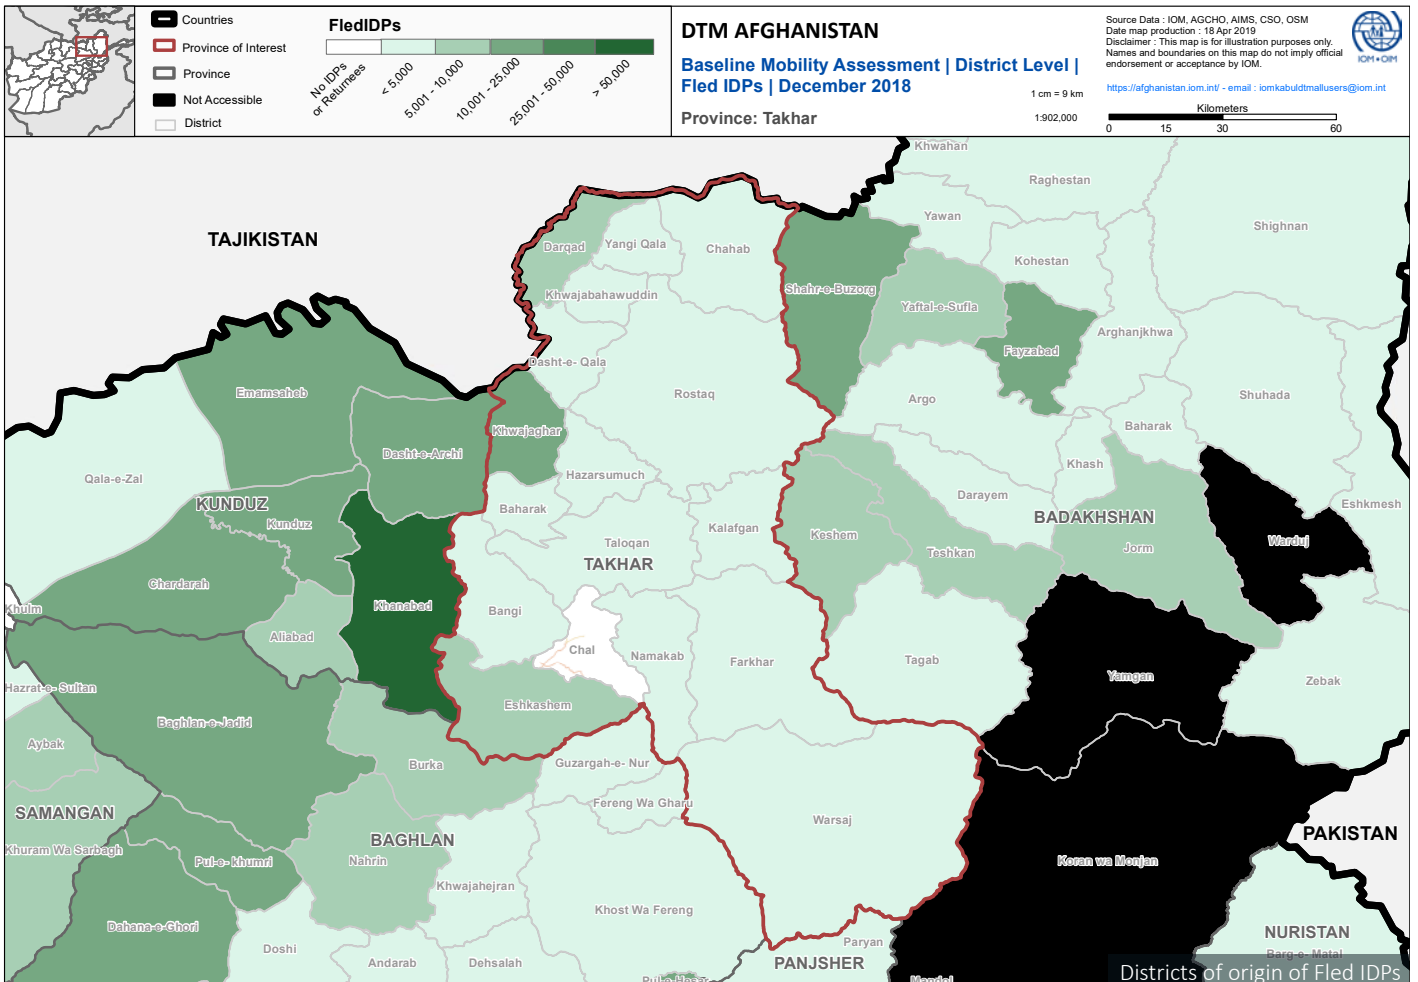 Countries
Province of Interest
Province
Not Accessible
District
FledIDPs
No IDPs
or Returnees
< 5,000
5,001 - 10,000
10,001 - 25,000
25,001 - 50,000
> 50,000
DTM AFGHANISTAN
Baseline Mobility Assessment | District Level |
Fled IDPs | December 2018
Province: Takhar
1 cm = 9 km
1:902,000
Source Data : IOM, AGCHO, AIMS, CSO, OSM
Date map production : 18 Apr 2019
Disclaimer : This map is for illustration purposes only.
Names and boundaries on this map do not imply official
endorsement or acceptance by IOM.
https://afghanistan.iom.int/ - email : iomkabuldtmallusers@iom.int
IOM•OIM
Kilometers
0 15 30 60
Khwahan
Raghestan
Yawan
Shighnan
TAJIKISTAN
Darqad
Yangi Qala
Chahab
Kohestan
Shahr-e-Buzorg
Khwajabahawuddin
Yaftal-e-Sufla
Arghanjkhwa
Fayzabad
Dasht-e- Qala
Emamsaheb
Rostaq
Argo
Shuhada
Khwajaghar
Baharak
Dasht-e-Archi
Khash
Hazarsumuch
Qala-e-Zal
Darayem
Eshkmesh
KUNDUZ
Baharak
BADAKHSHAN
Kunduz
Kalafgan
Keshem
Taloqan
Warduj
Jorm
Teshkan
TAKHAR
Chardarah
Khanabad
Khulm
Bangi
Aliabad
Chal
Namakab
Farkhar
Tagab
Yamgan
Zebak
Hazrat-e- Sultan
Eshkashem
Baghlan-e-Jadid
Aybak
Burka
Guzargah-e- Nur
Fereng Wa Gharu
SAMANGAN
Warsaj
PAKISTAN
BAGHLAN
Khuram Wa Sarbagh
Pul-e- khumri
Nahrin
Koran wa Monjan
Khwajahejran
Khost Wa Fereng
Dahana-e-Ghori
NURISTAN
Paryan
Doshi
Barg-e- Matal
Andarab
Dehsalah
PANJSHER
Districts of origin of Fled IDPs